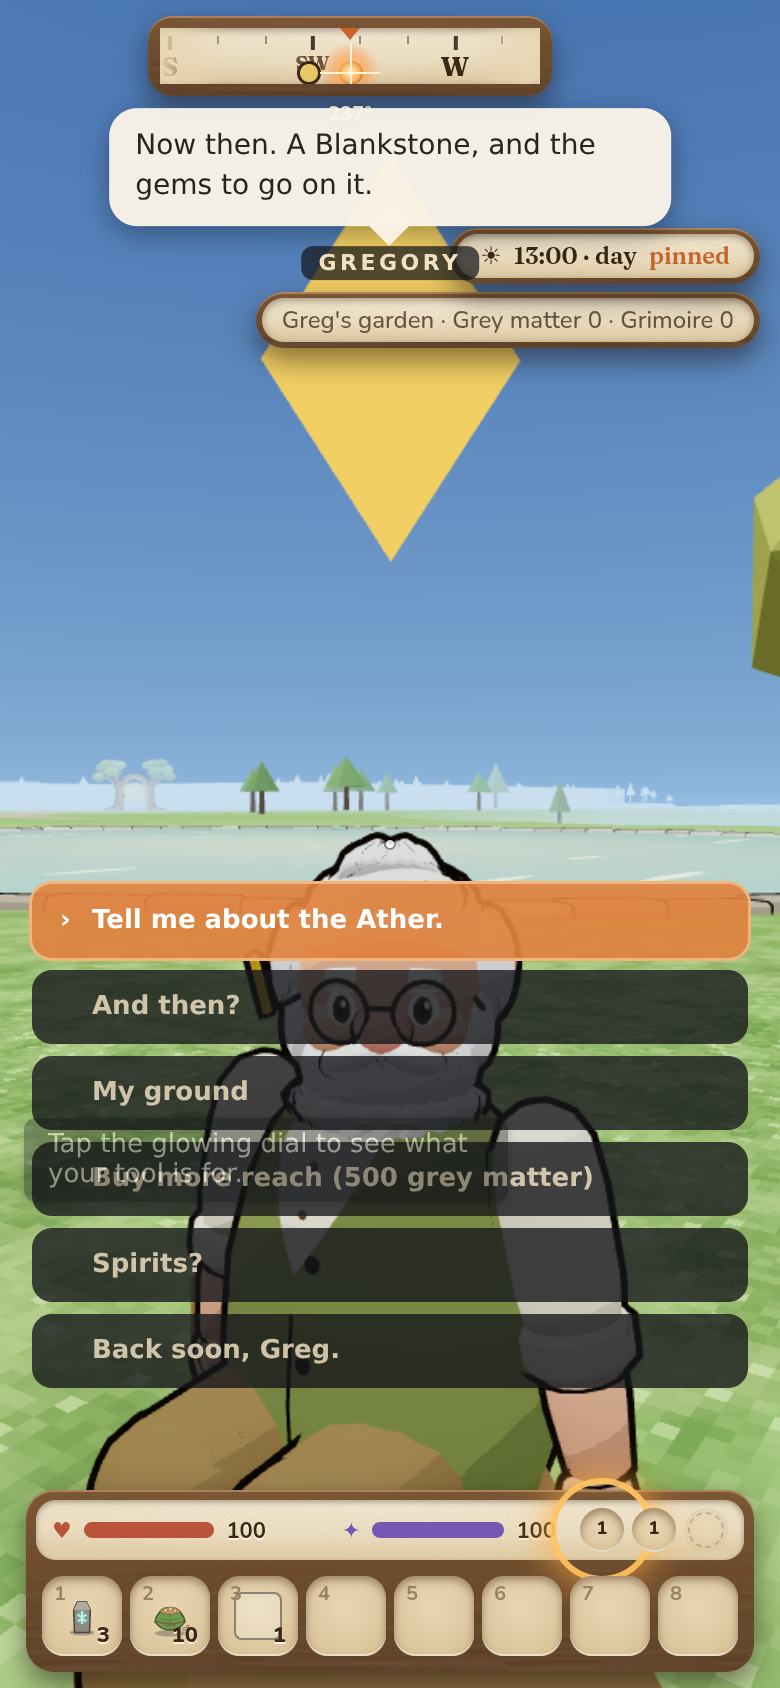 S SW W
237°
Now then. A Blankstone, and the
gems to go on it.
GREGORY
13:00 · day pinned
Greg's garden · Grey matter 0 · Grimoire 0
› Tell me about the Ather.
And then?
My ground
Tap the glowing dial to see what
your tool is for.
Buy more reach (500 grey matter)
Spirits?
Back soon, Greg.
100 100 1 1
1 2 3 4 5 6 7 8
3 10 1